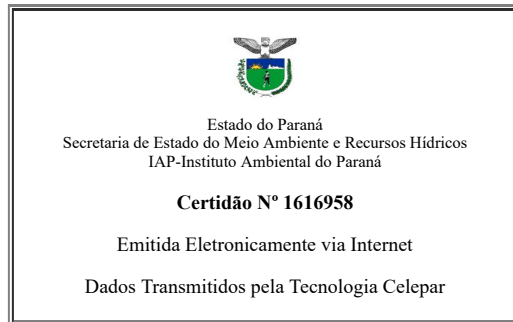 Estado do Paraná
Secretaria de Estado do Meio Ambiente e Recursos Hídricos
IAP-Instituto Ambiental do Paraná
Certidão Nº 1616958
Emitida Eletronicamente via Internet
Dados Transmitidos pela Tecnologia Celepar